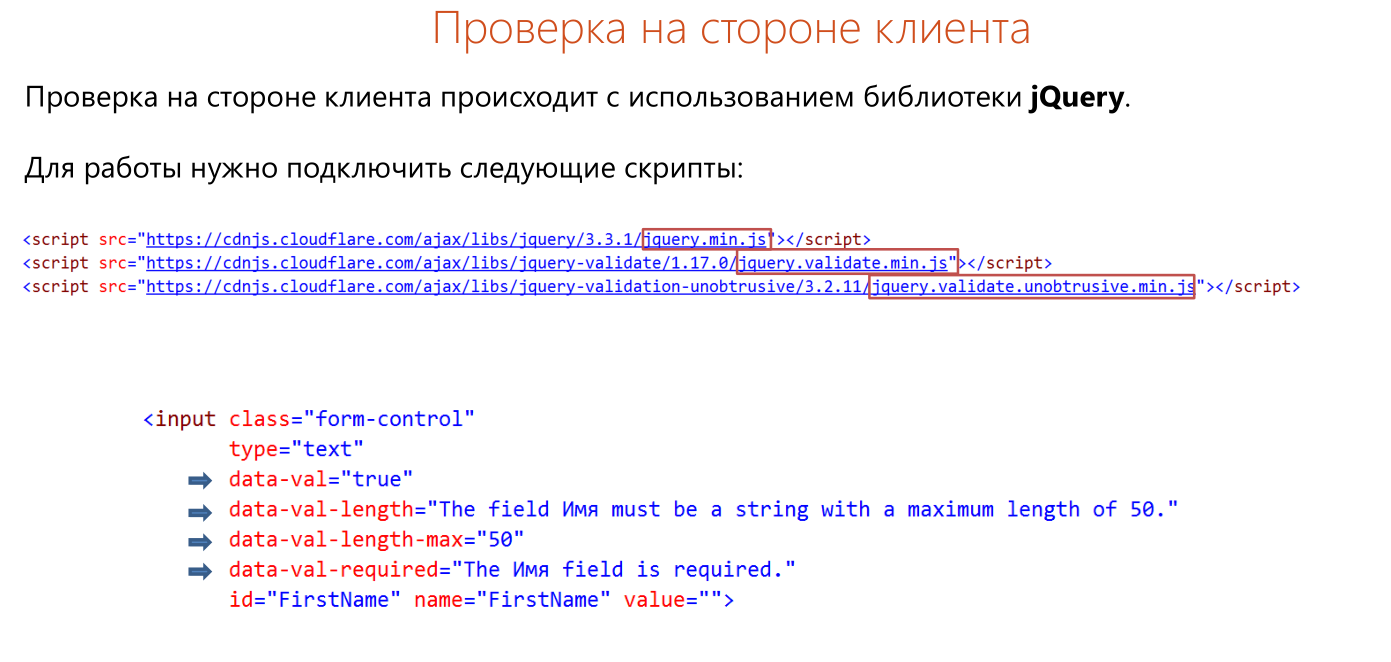 Проверка на стороне клиента
Проверка на стороне клиента происходит с использованием библиотеки jQuery.
Для работы нужно подключить следующие скрипты:
<script src="https://cdnjs.cloudflare.com/ajax/libs/jquery/3.3.1/jquery.min.js"></script>
<script src="https://cdnjs.cloudflare.com/ajax/libs/jquery-validate/1.17.0/jquery.validate.min.js"></script>
<script src="https://cdnjs.cloudflare.com/ajax/libs/jquery-validation-unobtrusive/3.2.11/jquery.validate.unobtrusive.min.js"></script>
<input class="form-control"
type="text"
data-val="true"
data-val-length="The field Имя must be a string with a maximum length of 50."
data-val-length-max="50"
data-val-required="The Имя field is required."
id="FirstName" name="FirstName" value="">